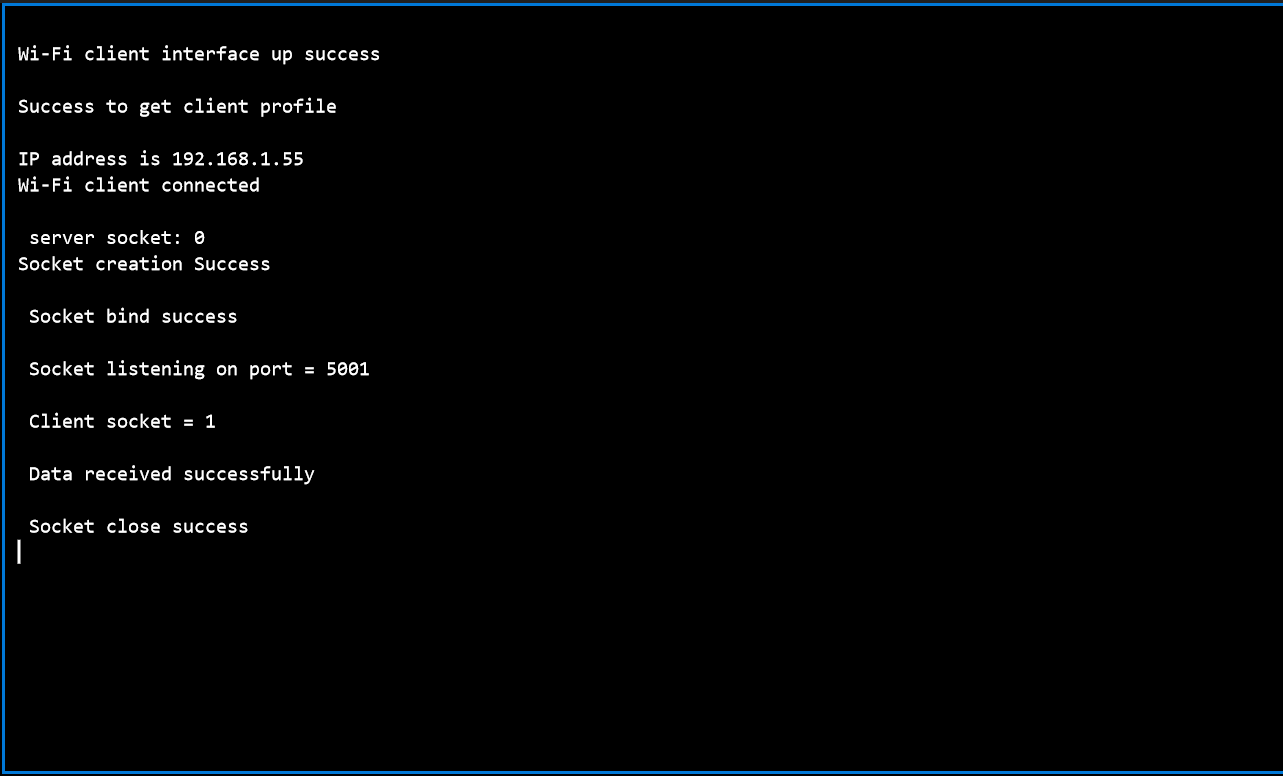 Wi-Fi client interface up success
Success to get client profile
IP address is 192.168.1.55
Wi-Fi client connected
server socket: 0
Socket creation Success
Socket bind success
Socket listening on port = 5001
Client socket = 1
Data received successfully
Socket close success